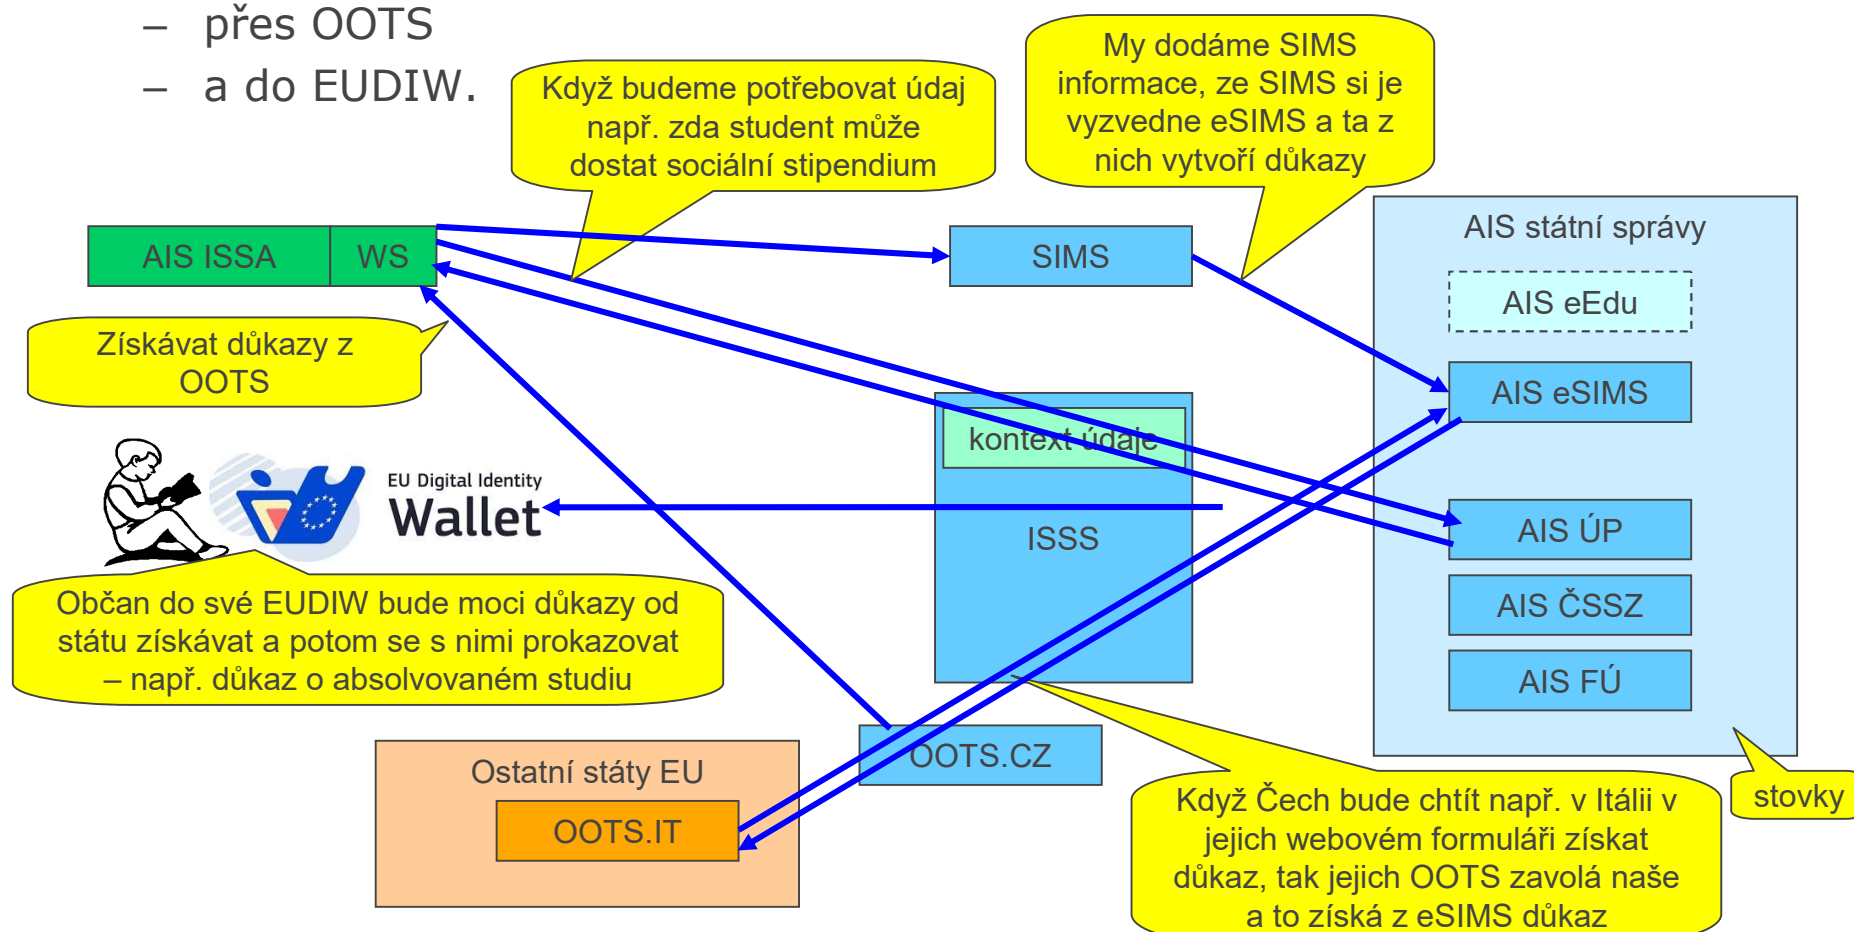 – přes OOTS
– a do EUDIW.
Když budeme potřebovat údaj
např. zda student může
dostat sociální stipendium
My dodáme SIMS
informace, ze SIMS si je
vyzvedne eSIMS a ta z
nich vytvoří důkazy
AIS ISSA
WS
SIMS
AIS státní správy
AIS eEdu
AIS eSIMS
AIS ÚP
AIS ČSSZ
AIS FÚ
stovky
Získávat důkazy z
OOTS
kontext údaje
ISSS
EU Digital Identity
Wallet
Občan do své EUDIW bude moci důkazy od
státu získávat a potom se s nimi prokazovat
– např. důkaz o absolvovaném studiu
OOTS.CZ
Ostatní státy EU
OOTS.IT
Když Čech bude chtít např. v Itálii v
jejich webovém formuláři získat
důkaz, tak jejich OOTS zavolá naše
a to získá z eSIMS důkaz